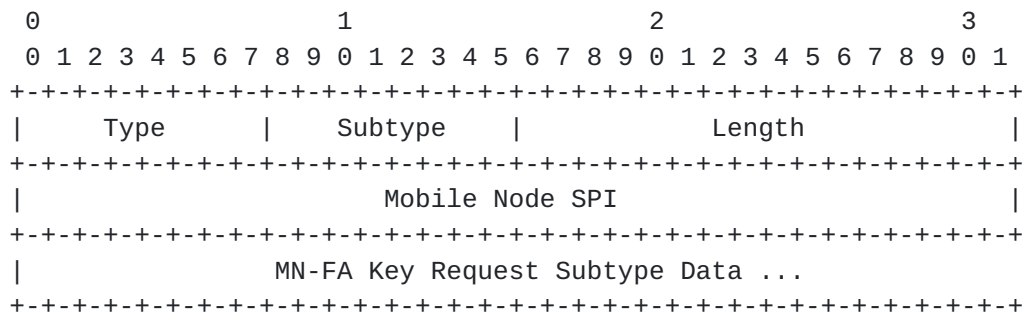 0                   1                   2                   3
 0 1 2 3 4 5 6 7 8 9 0 1 2 3 4 5 6 7 8 9 0 1 2 3 4 5 6 7 8 9 0 1
+-+-+-+-+-+-+-+-+-+-+-+-+-+-+-+-+-+-+-+-+-+-+-+-+-+-+-+-+-+-+-+-+
|     Type      |    Subtype    |            Length             |
+-+-+-+-+-+-+-+-+-+-+-+-+-+-+-+-+-+-+-+-+-+-+-+-+-+-+-+-+-+-+-+-+
|                       Mobile Node SPI                         |
+-+-+-+-+-+-+-+-+-+-+-+-+-+-+-+-+-+-+-+-+-+-+-+-+-+-+-+-+-+-+-+-+
|                MN-FA Key Request Subtype Data ...
+-+-+-+-+-+-+-+-+-+-+-+-+-+-+-+-+-+-+-+-+-+-+-+-+-+-+-+-+-+-+-+-+